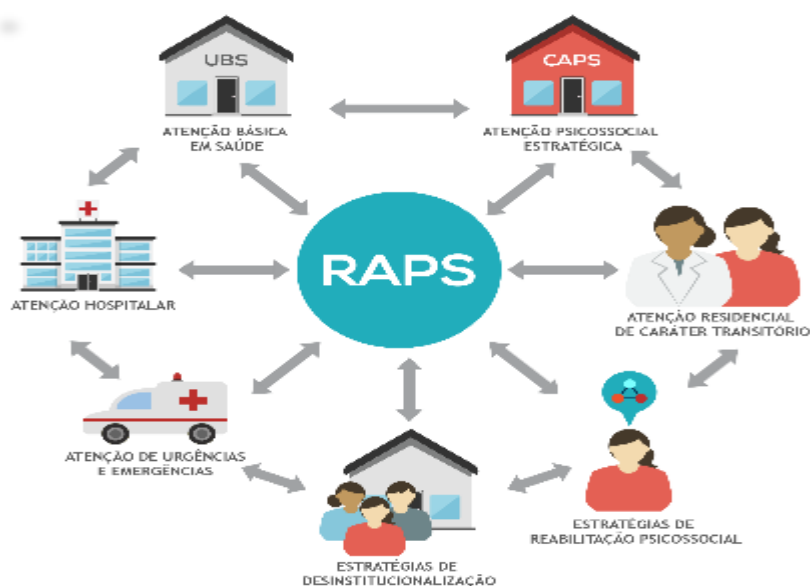 UBS
CAPS
ATENÇÃO BÁSICA
EM SAÚDE
ATENÇÃO PSICOSSOCIAL
ESTRATÉGICA
RAPS
ATENÇÃO HOSPITALAR
ATENÇÃO RESIDENCIAL
DE CARÁTER TRANSITÓRIO
ATENÇÃO DE URGÊNCIAS
E EMERGÊNCIAS
ESTRATÉGIAS DE
REABILITAÇÃO PSICOSSOCIAL
ESTRATÉGIAS DE
DESINSTITUCIONALIZAÇÃO